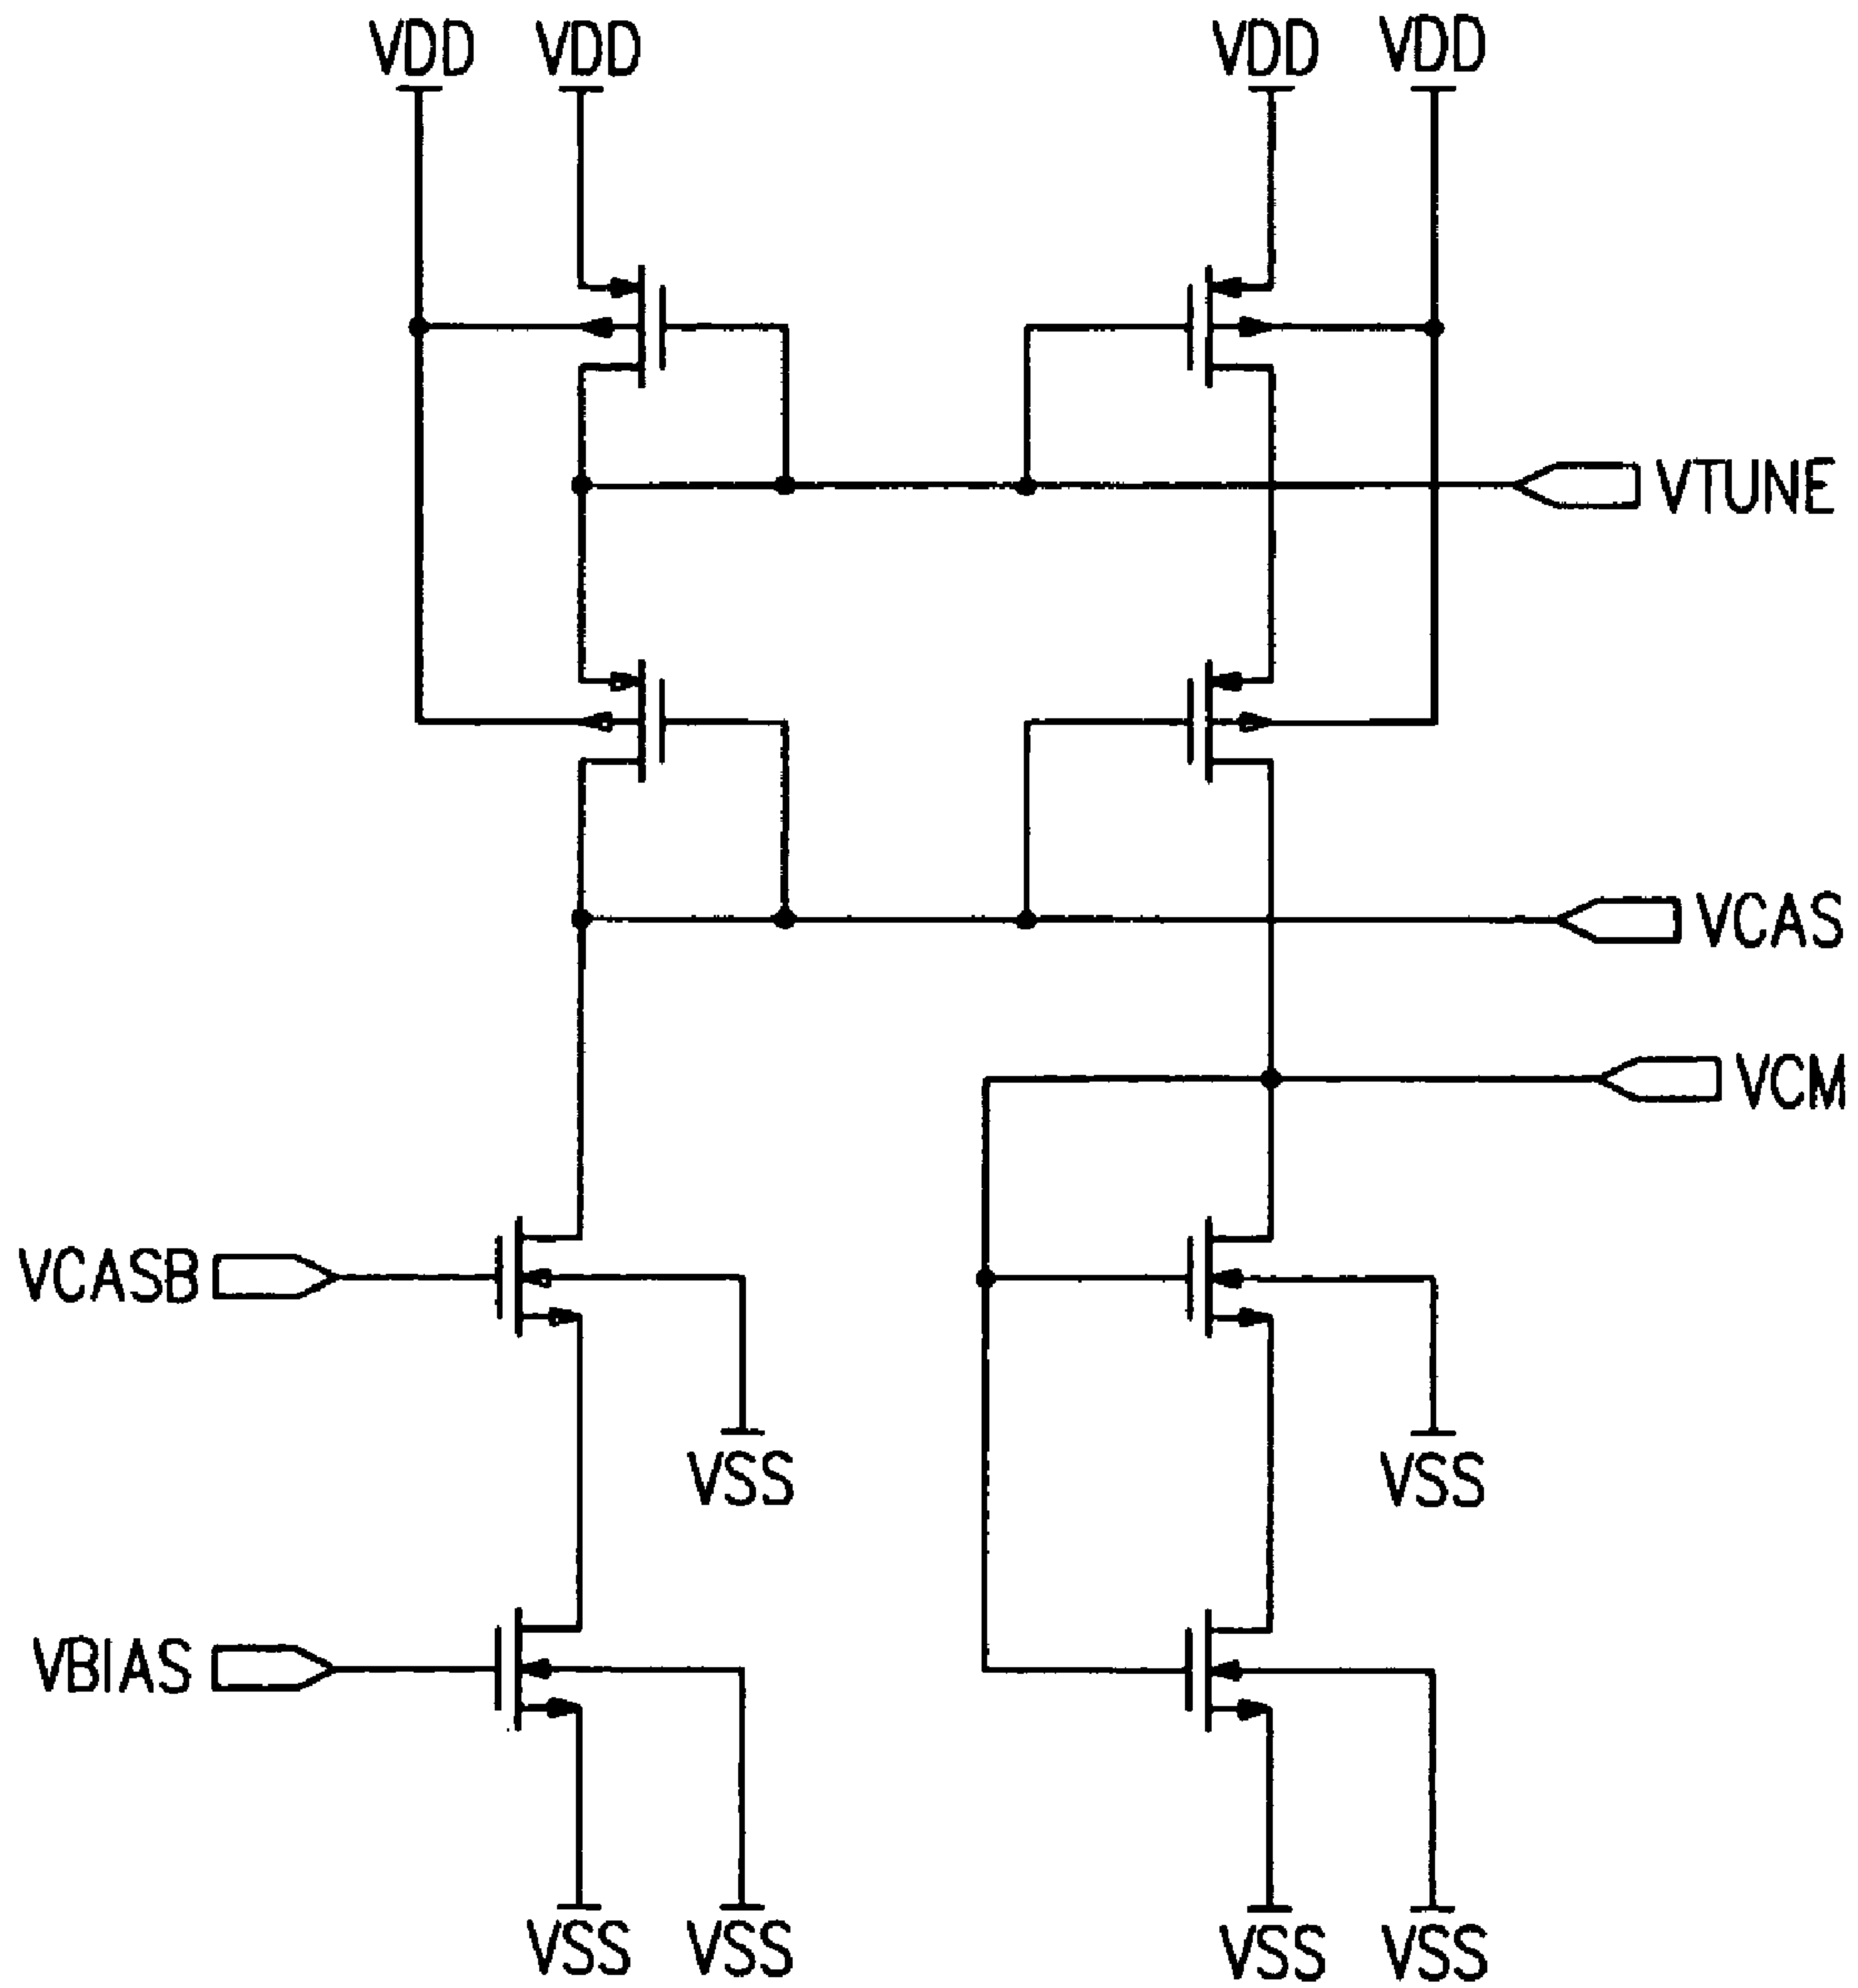 VDD VDD VDD VDD
VTUNE
VCAS
VCM
VCASB
VSS VSS
VBIAS
VSS VSS VSS VSS